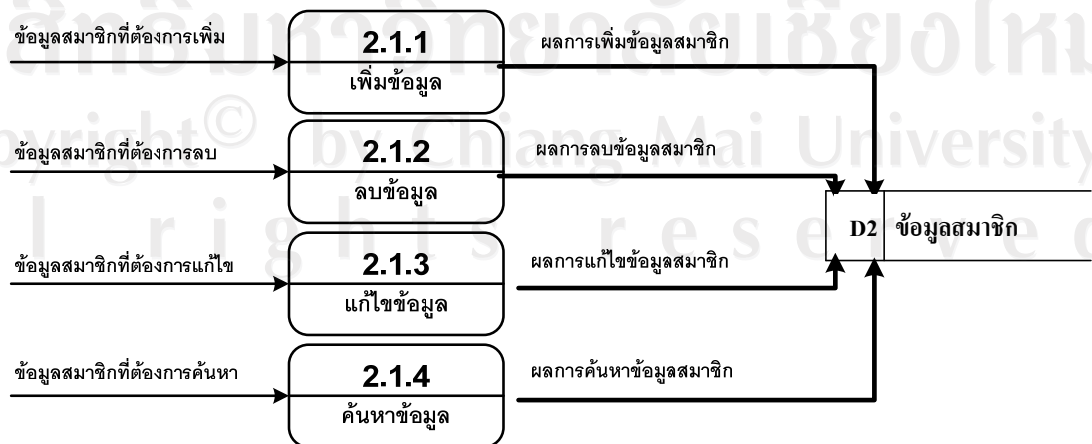 ลิขสิทธิ์มหาวิทยาลัยเชียงใหม่
ข้อมูลสมาชิกที่ต้องการเพิ่ม
2.1.1
เพิ่มข้อมูล
ผลการเพิ่มข้อมูลสมาชิก
opyright© by Chiang Mai University
ข้อมูลสมาชิกที่ต้องการลบ
2.1.2
ลบข้อมูล
ผลการลบข้อมูลสมาชิก
D2 ข้อมูลสมาชิก
l rights reserve
ข้อมูลสมาชิกที่ต้องการแก้ไข
2.1.3
แก้ไขข้อมูล
ผลการแก้ไขข้อมูลสมาชิก
ข้อมูลสมาชิกที่ต้องการค้นหา
2.1.4
ค้นหาข้อมูล
ผลการค้นหาข้อมูลสมาชิก